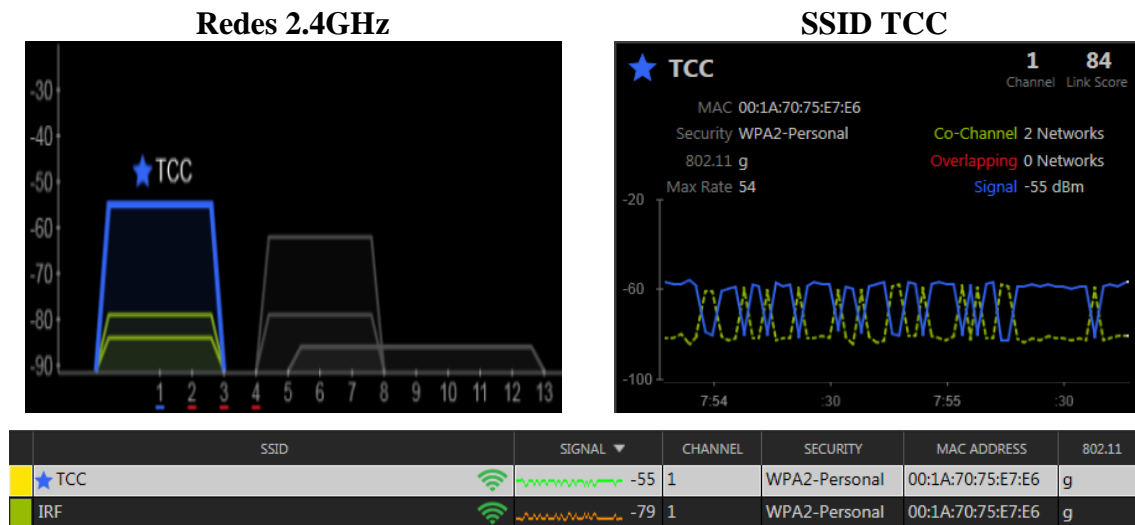 Redes 2.4GHz
SSID TCC
-30
-40
-50
-60
-70
-80
-90
TCC
1 2 3 4 5 6 7 8 9 10 11 12 13
TCC
1 84
Channel Link Score
MAC 00:1A:70:75:E7:E6
Security WPA2-Personal Co-Channel 2 Networks
802.11 g Overlapping 0 Networks
Max Rate 54 Signal -55 dBm
-20
-60
-100
7:54 :30 7:55 :30
SSID SIGNAL ▼ CHANNEL SECURITY MAC ADDRESS 802.11
TCC -55 1 WPA2-Personal 00:1A:70:75:E7:E6 g
IRF -79 1 WPA2-Personal 00:1A:70:75:E7:E6 g